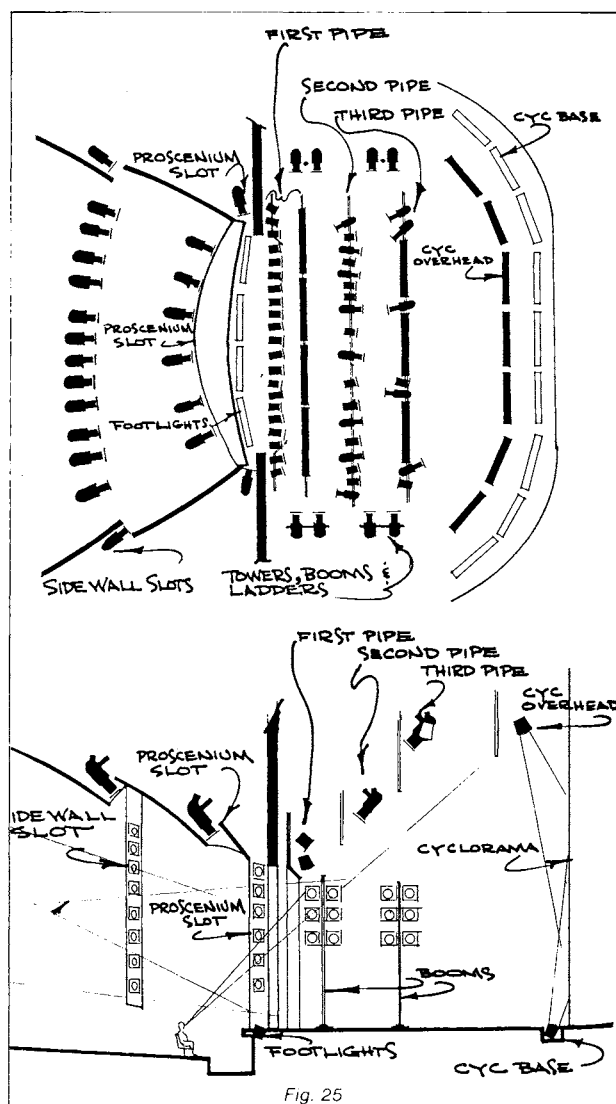 FIRST PIPE
SECOND PIPE
THIRD PIPE
CYC BASE
PROSCENIUM
SLOT
CYC
OVERHEAD
PROSCENIUM
SLOT
FOOTLIGHTS
SIDE WALL SLOTS
TOWERS, BOOMS &
LADDERS
FIRST PIPE
SECOND PIPE
THIRD PIPE
CYC
OVERHEAD
PROSCENIUM
SLOT
SIDE WALL
SLOT
CYCLORAMA
PROSCENIUM
SLOT
BOOMS
FOOTLIGHTS
CYC BASE
Fig. 25